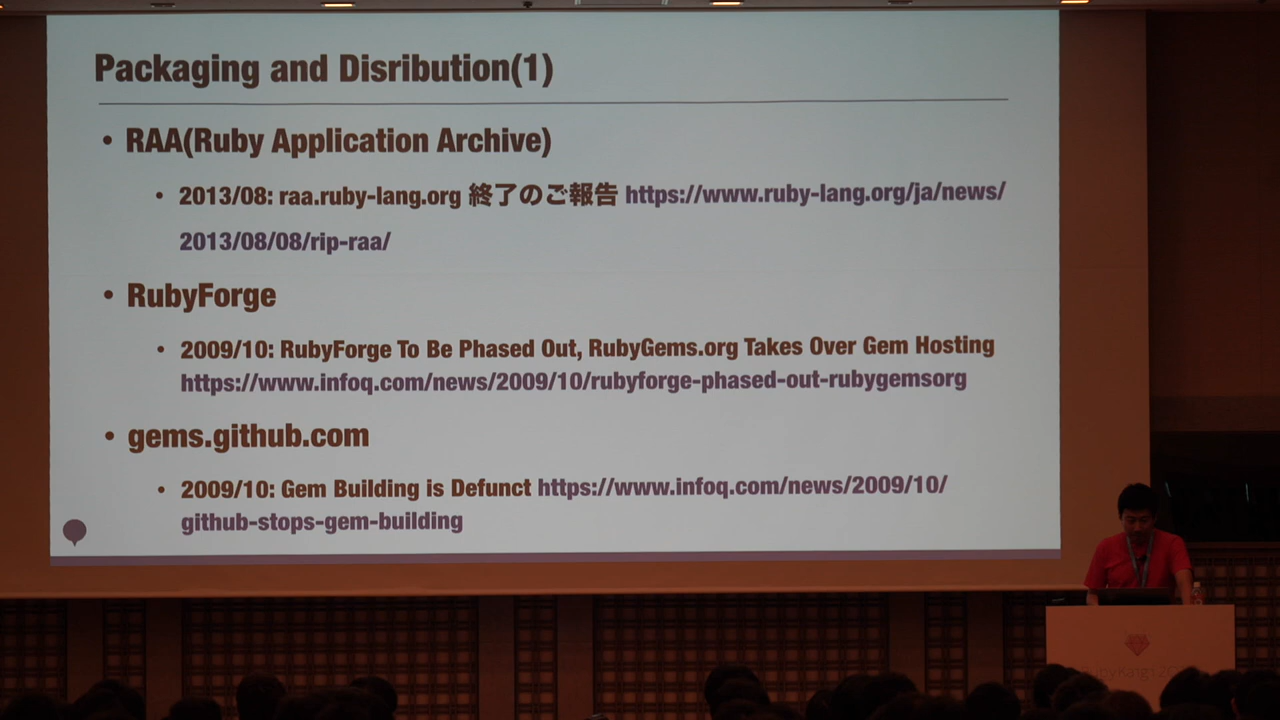 Packaging and Disribution(1)
• RAA(Ruby Application Archive)
• 2013/08: raa.ruby-lang.org 終了のご報告 https://www.ruby-lang.org/ja/news/
2013/08/08/rip-raa/
• RubyForge
• 2009/10: RubyForge To Be Phased Out, RubyGems.org Takes Over Gem Hosting
https://www.infoq.com/news/2009/10/rubyforge-phased-out-rubygemsorg
• gems.github.com
• 2009/10: Gem Building is Defunct https://www.infoq.com/news/2009/10/
github-stops-gem-building